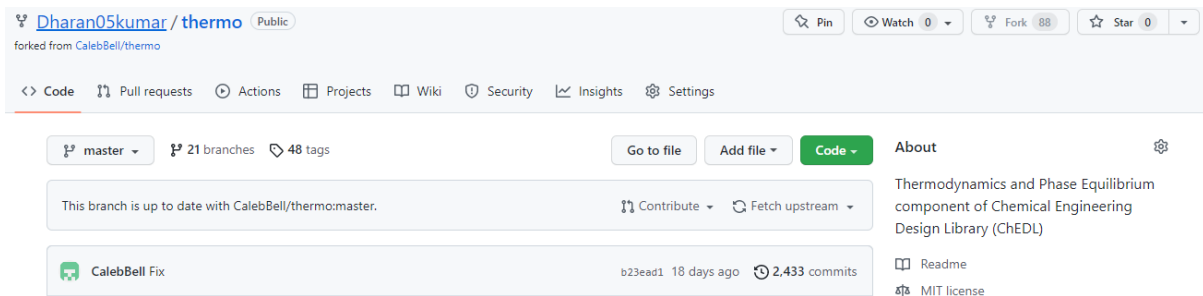 Dharan05kumar / thermo Public Pin Watch 0 Fork 88 Star 0
forked from CalebBell/thermo
<> Code Pull requests Actions Projects Wiki Security Insights Settings
master 21 branches 48 tags Go to file Add file Code About
Thermodynamics and Phase Equilibrium
This branch is up to date with CalebBell/thermo:master. Contribute Fetch upstream component of Chemical Engineering
Design Library (ChEDL)
CalebBell Fix b23ead1 18 days ago 2,433 commits Readme
MIT license